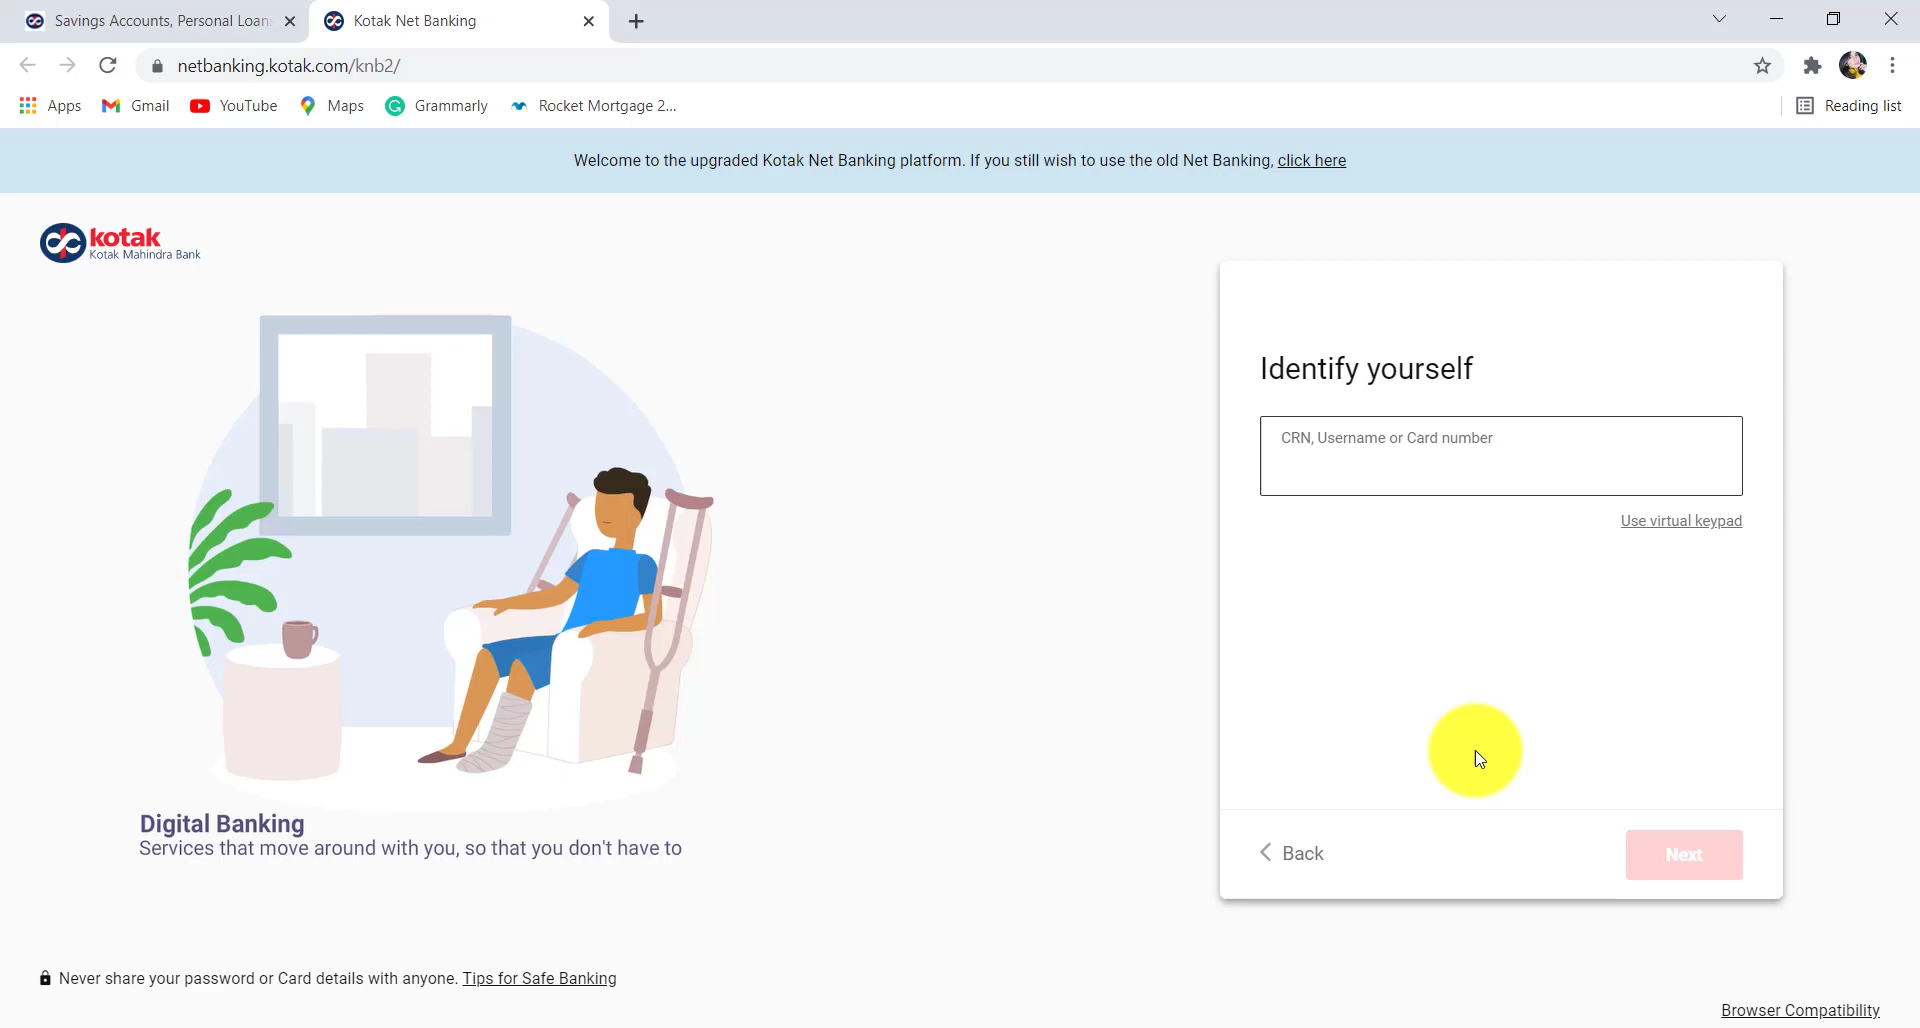 Savings Accounts, Personal Loan
Kotak Net Banking
netbanking.kotak.com/knb2/
Apps
Gmail
YouTube
Maps
Grammarly
Rocket Mortgage 2...
Reading list
Welcome to the upgraded Kotak Net Banking platform. If you still wish to use the old Net Banking, click here
kotak
Kotak Mahindra Bank
Identify yourself
CRN, Username or Card number
Use virtual keypad
Digital Banking
Services that move around with you, so that you don't have to
Back
Next
Never share your password or Card details with anyone. Tips for Safe Banking
Browser Compatibility